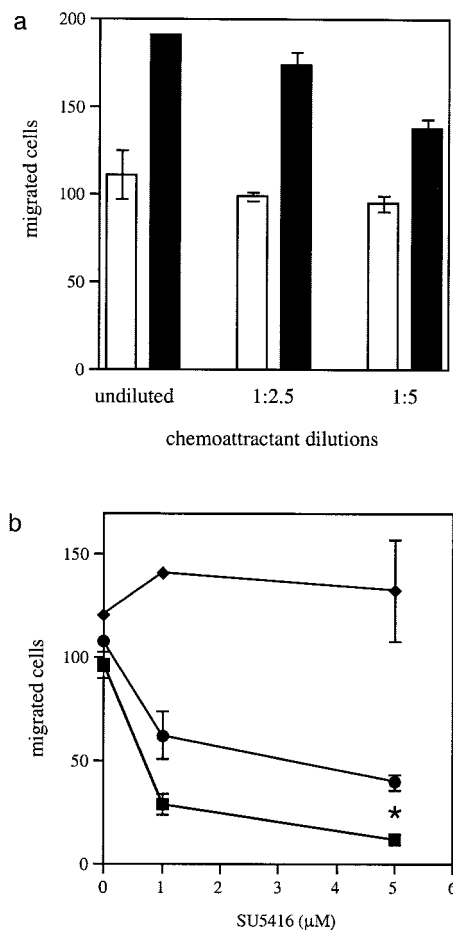 a
200
150
100
50
0
migrated cells
undiluted 1:2.5 1:5
chemoattractant dilutions
b
150
100
50
0
migrated cells
*
0 1 2 3 4 5 6
SU5416 (μM)